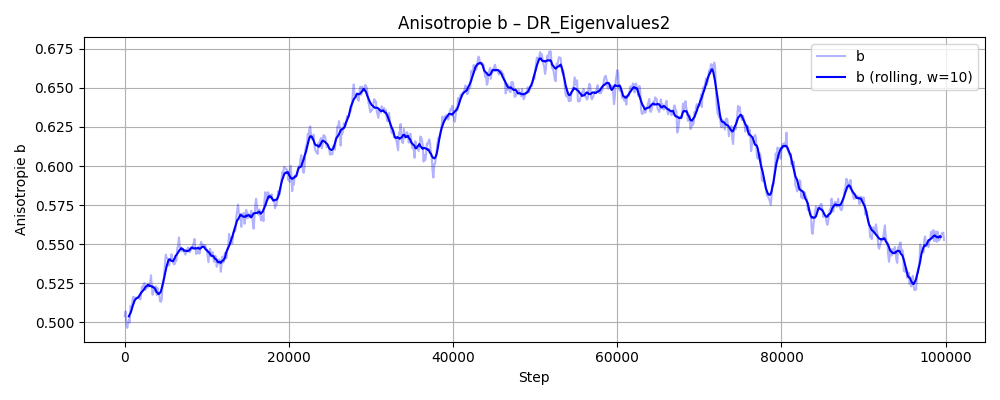 Anisotropie b – DR_Eigenvalues2
b
b (rolling, w=10)
0.675
0.650
0.625
0.600
0.575
0.550
0.525
0.500
Anisotropie b
0
20000
40000
60000
80000
100000
Step